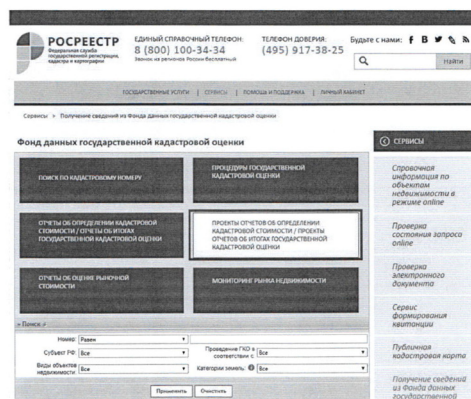 РОСРЕЕСТР
Федеральная служба
государственной регистрации,
кадастра и картографии
ЕДИНЫЙ СПРАВОЧНЫЙ ТЕЛЕФОН:
8 (800) 100-34-34
Звонок из регионов России бесплатный
ТЕЛЕФОН ДОВЕРИЯ:
(495) 917-38-25
Будьте с нами:
Найти
ГОСУДАРСТВЕННЫЕ УСЛУГИ | СЕРВИСЫ | ПОМОЩЬ И ПОДДЕРЖКА | ЛИЧНЫЙ КАБИНЕТ
Сервисы > Получение сведений из Фонда данных государственной кадастровой оценки
Фонд данных государственной кадастровой оценки
ПОИСК ПО КАДАСТРОВОМУ НОМЕРУ
ПРОЦЕДУРЫ ГОСУДАРСТВЕННОЙ
КАДАСТРОВОЙ ОЦЕНКИ
ОТЧЕТЫ ОБ ОПРЕДЕЛЕНИИ КАДАСТРОВОЙ
СТОИМОСТИ / ОТЧЕТЫ ОБ ИТОГАХ
ГОСУДАРСТВЕННОЙ КАДАСТРОВОЙ ОЦЕНКИ
ПРОЕКТЫ ОТЧЕТОВ ОБ ОПРЕДЕЛЕНИИ
КАДАСТРОВОЙ СТОИМОСТИ / ПРОЕКТЫ
ОТЧЕТОВ ОБ ИТОГАХ ГОСУДАРСТВЕННОЙ
КАДАСТРОВОЙ ОЦЕНКИ
ОТЧЕТЫ ОБ ОЦЕНКЕ РЫНОЧНОЙ
СТОИМОСТИ
МОНИТОРИНГ РЫНКА НЕДВИЖИМОСТИ
Поиск
Номер: Равен
Субъект РФ: Все
Проведение ГКО в
соответствии с: Все
Виды объектов
недвижимости: Все
Категории земель: Все
Применить Очистить
СЕРВИСЫ
Справочная
информация по
объектам
недвижимости в
режиме online
Проверка
состояния запроса
online
Проверка
электронного
документа
Сервис
формирования
квитанции
Публичная
кадастровая карта
Получение сведений
из Фонда данных
государственной